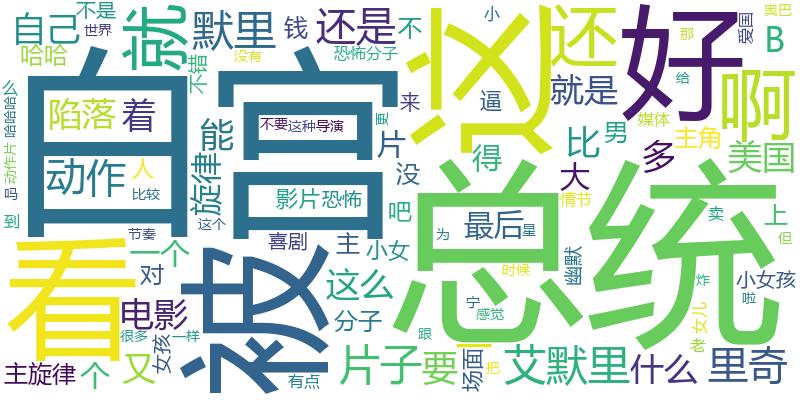 自己
不是
世界
就
默里
钱
还是
不
小
还
好
那
爱国
奥巴
B
哈哈
不错
没有
恐怖分子
来
逼
就是
啊
给
媒体
么
哈哈哈哈
动作片
吗
到
白宫
陷落
着
动作
人
比较
旋律
能
不要
这种
导演
更
片
没
影片
恐怖
这
得
比
男
多
主角
美国
大
情节
卖
上
但
看
节奏
一个
对
这个
喜剧
被
主
吧
小女
这么
分子
总统
最后
为
星
幽默
时候
宁
感觉
炸
小女孩
啦
女儿
老
电影
很多
一样
女孩
主旋律
个
又
有点
片子
要
跟
一
场面
把
艾默里
什么
里奇